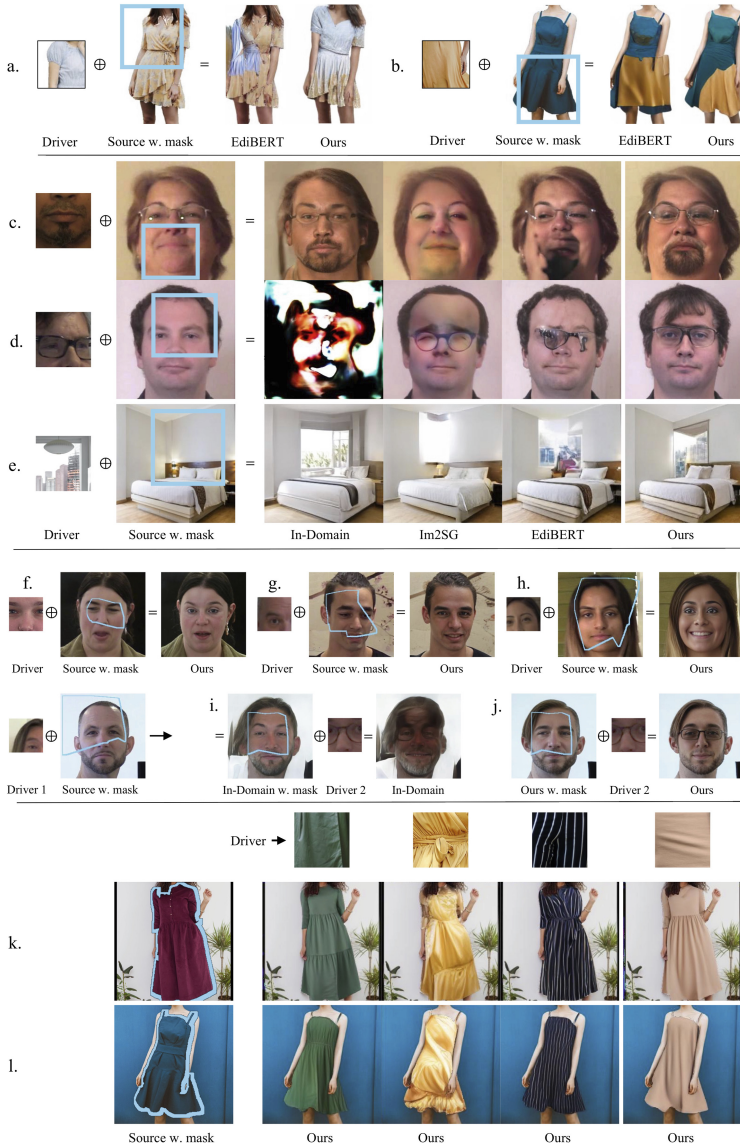 a. ⊕ =
b. ⊕ =
Driver Source w. mask EdiBERT Ours
Driver Source w. mask EdiBERT Ours
c. ⊕ =
d. ⊕ =
e. ⊕ =
Driver Source w. mask In-Domain Im2SG EdiBERT Ours
f. ⊕ =
g. ⊕ =
h. ⊕ =
Driver Source w. mask Ours
Driver Source w. mask Ours
Driver Source w. mask Ours
⊕ →
i. = ⊕ =
j. ⊕ =
Driver 1 Source w. mask
In-Domain w. mask Driver 2 In-Domain
Ours w. mask Driver 2 Ours
Driver →
k.
l.
Source w. mask Ours Ours Ours Ours